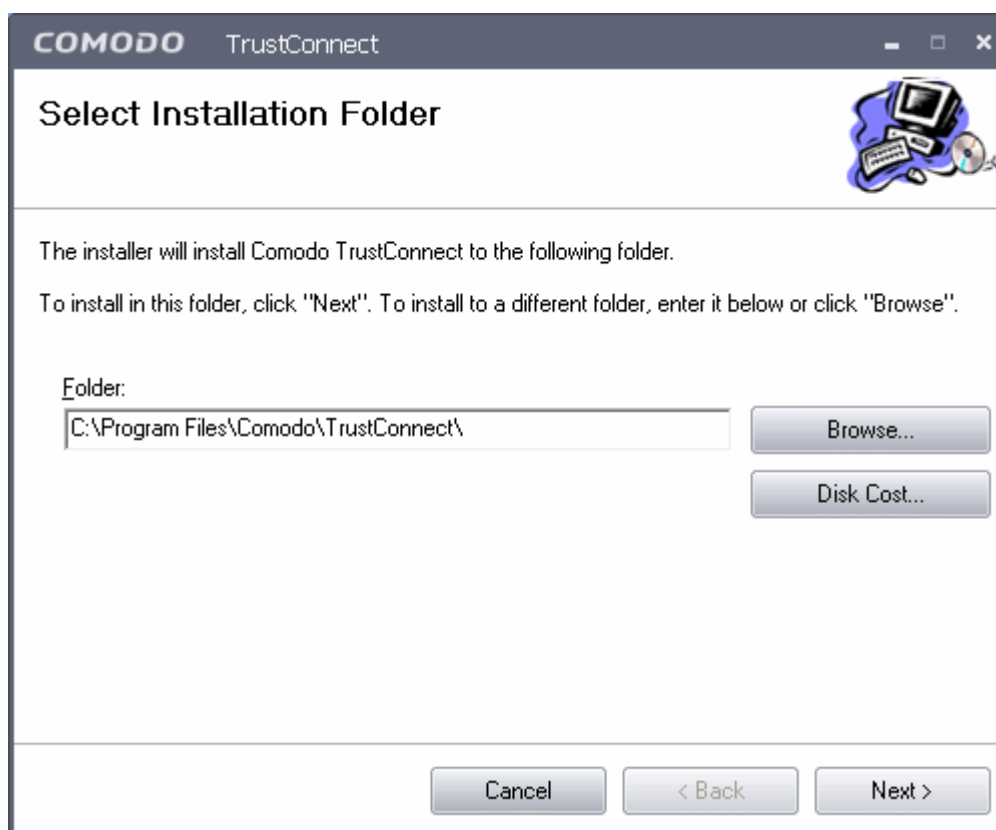 COMODO TrustConnect
Select Installation Folder
The installer will install Comodo TrustConnect to the following folder.
To install in this folder, click "Next". To install to a different folder, enter it below or click "Browse".
Folder:
C:\Program Files\Comodo\TrustConnect\
Browse...
Disk Cost...
Cancel
< Back
Next >